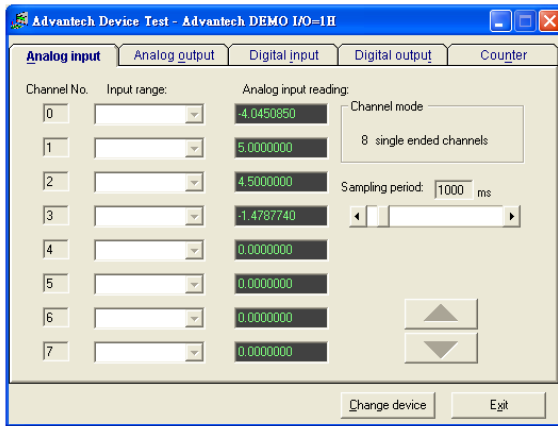 Advantech Device Test - Advantech DEMO I/O=1H
Analog input
Analog output
Digital input
Digital output
Counter
Channel No.
Input range:
Analog input reading:
0
-4.0450850
1
5.0000000
2
4.5000000
3
-1.4787740
4
0.0000000
5
0.0000000
6
0.0000000
7
0.0000000
Channel mode
8 single ended channels
Sampling period:
1000
ms
Change device
Exit